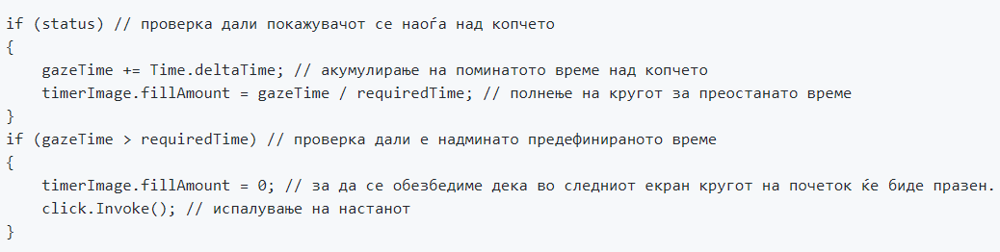 if (status) // проверка дали покажувачот се наоѓа над копчето
{
    gazeTime += Time.deltaTime; // акумулирање на поминатото време над копчето
    timerImage.fillAmount = gazeTime / requiredTime; // полнење на кругот за преостанато време
}
if (gazeTime > requiredTime) // проверка дали е надминато предефинираното време
{
    timerImage.fillAmount = 0; // за да се обезбедиме дека во следниот екран кругот на почеток ќе биде празен.
    click.Invoke(); // испалување на настанот
}